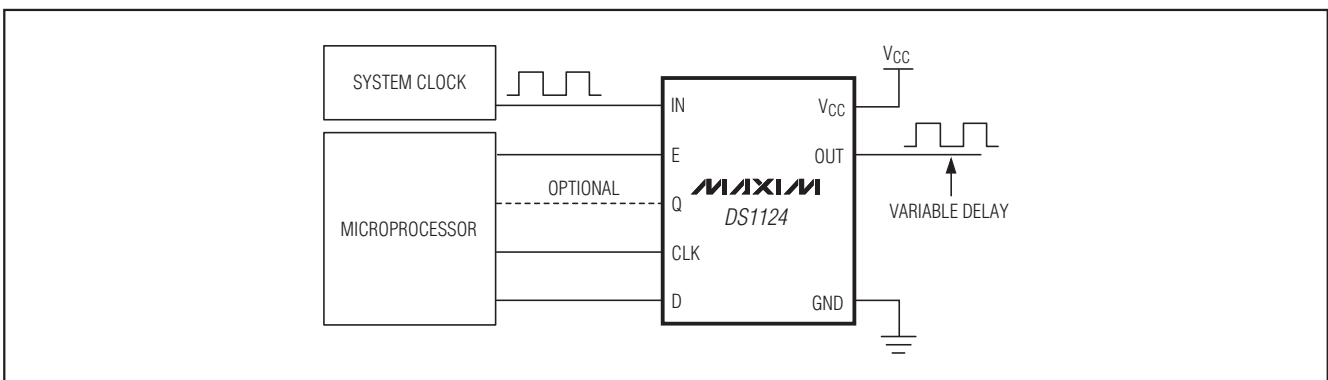 SYSTEM CLOCK
MICROPROCESSOR
OPTIONAL
IN
E
Q
CLK
D
MAXIM
DS1124
VCC
OUT
GND
VCC
VARIABLE DELAY